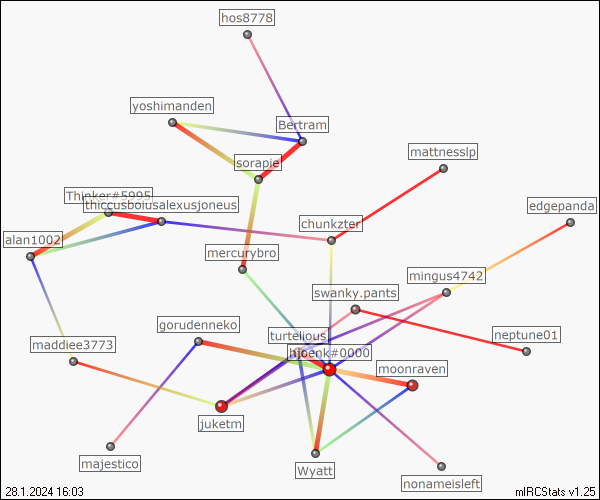 hos8778
yoshimanden
Bertram
mattnesslp
sorapie
Thinker#5995
thiccusboiusalexusjoneus
edgepanda
chunkzter
alan1002
mercurybro
mingus4742
swanky.pants
gorudenneko
turtelious
neptune01
maddiee3773
hjoenk#0000
moonraven
juketm
majestico
Wyatt
nonameisleft
28.1.2024 16:03
mIRCStats v1.25